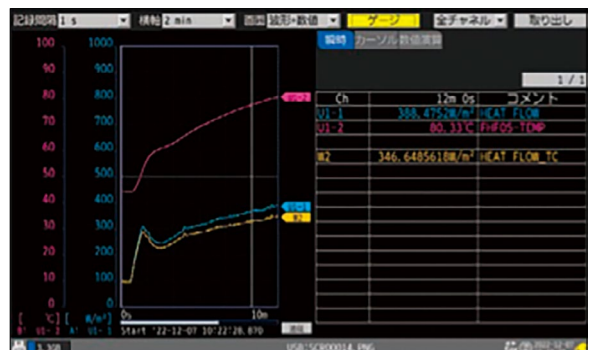 記録間隔 1 s 横軸 2 min 画面 波形+数値 ゲージ 全チャネル 取り出し
瞬時 カーソル 数値演算
1 / 1
100 1000
90 900
80 800 U1-2
70 700
60 600
50 500
40 400 U1-1
30 300 W2
20 200
10 100
0 0
[ ℃] [ W/m²] 0s 10m
Start '22-12-07 10:22:28.870
Ch 12m 0s コメント
U1-1 388.4752W/m² HEAT FLOW
U1-2 80.33℃ FHF05-TEMP
W2 346.6485618W/m² HEAT FLOW_TC